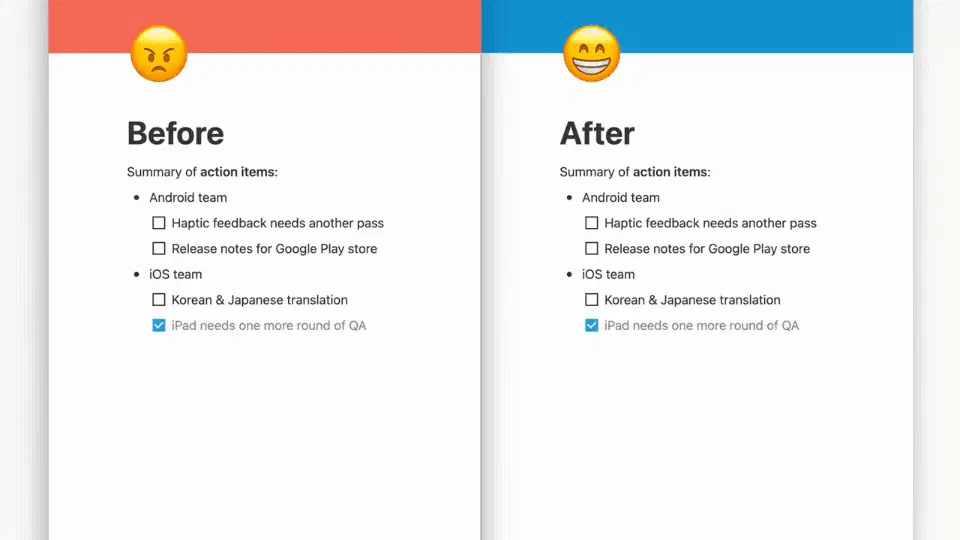 Before
Summary of action items:
Android team
Haptic feedback needs another pass
Release notes for Google Play store
iOS team
Korean & Japanese translation
iPad needs one more round of QA
After
Summary of action items:
Android team
Haptic feedback needs another pass
Release notes for Google Play store
iOS team
Korean & Japanese translation
iPad needs one more round of QA